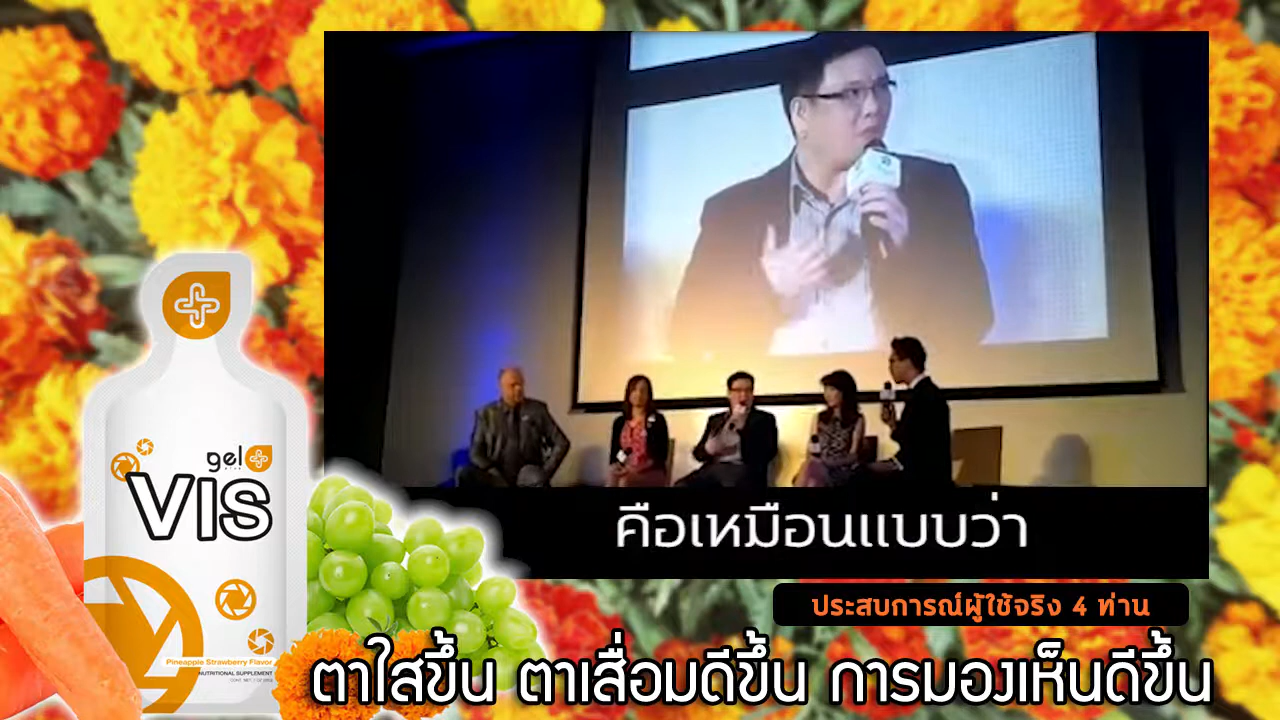 คือเหมือนแบบว่า
gel
VIS
Pineapple Strawberry Flavor
NUTRITIONAL SUPPLEMENT
ประสบการณ์ผู้ใช้จริง 4 ท่าน
ตาใสขึ้น ตาเสื่อมดีขึ้น การมองเห็นดีขึ้น